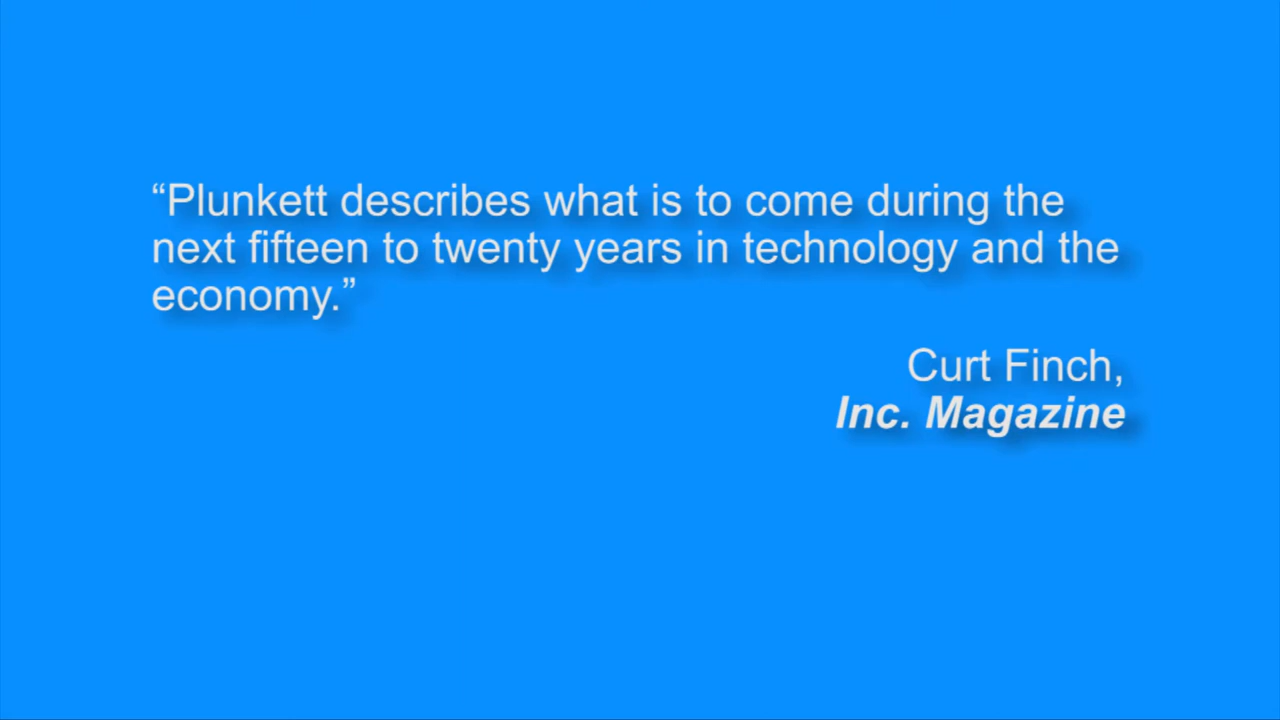 “Plunkett describes what is to come during the
next fifteen to twenty years in technology and the
economy.”
Curt Finch,
Inc. Magazine